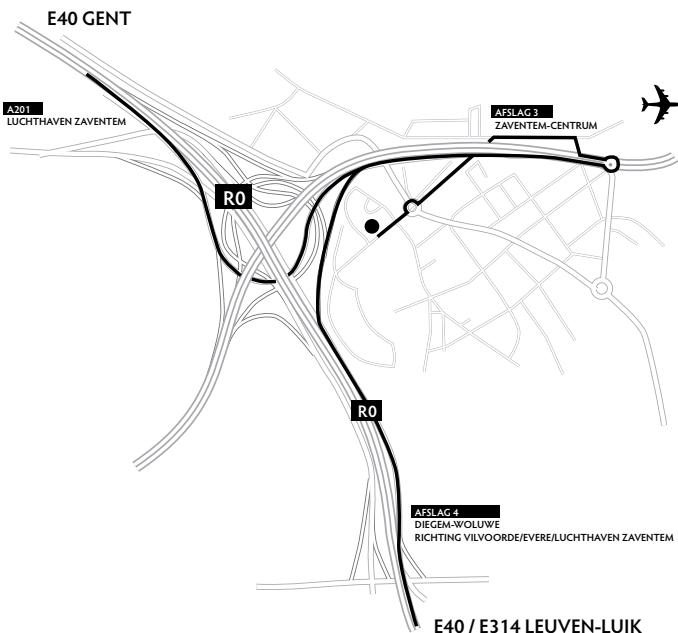 E40 GENT
A201
LUCHTHAVEN ZAVENTEM
AFSLAG 3
ZAVENTEM-CENTRUM
R0
R0
AFSLAG 4
DIEGEM-WOLUWE
RICHTING VILVOORDE/EVERE/LUCHTHAVEN ZAVENTEM
E40 / E314 LEUVEN-LUIK